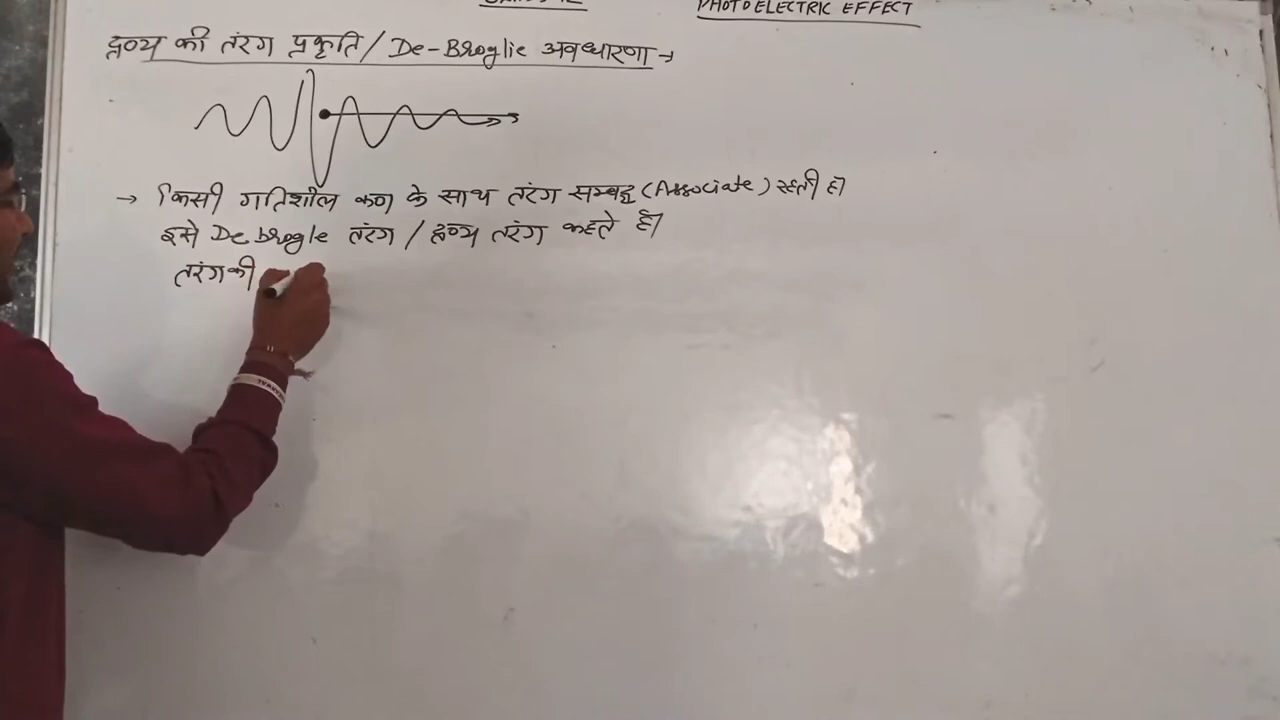 PHOTOELECTRIC EFFECT
द्रव्य की तरंग प्रकृति / De-Broglie अवधारणा →
→ किसी गतिशील कण के साथ तरंग सम्बद्ध (Associate) रहती है।
इसे De brogle तरंग / द्रव्य तरंग कहते है।
तरंग की